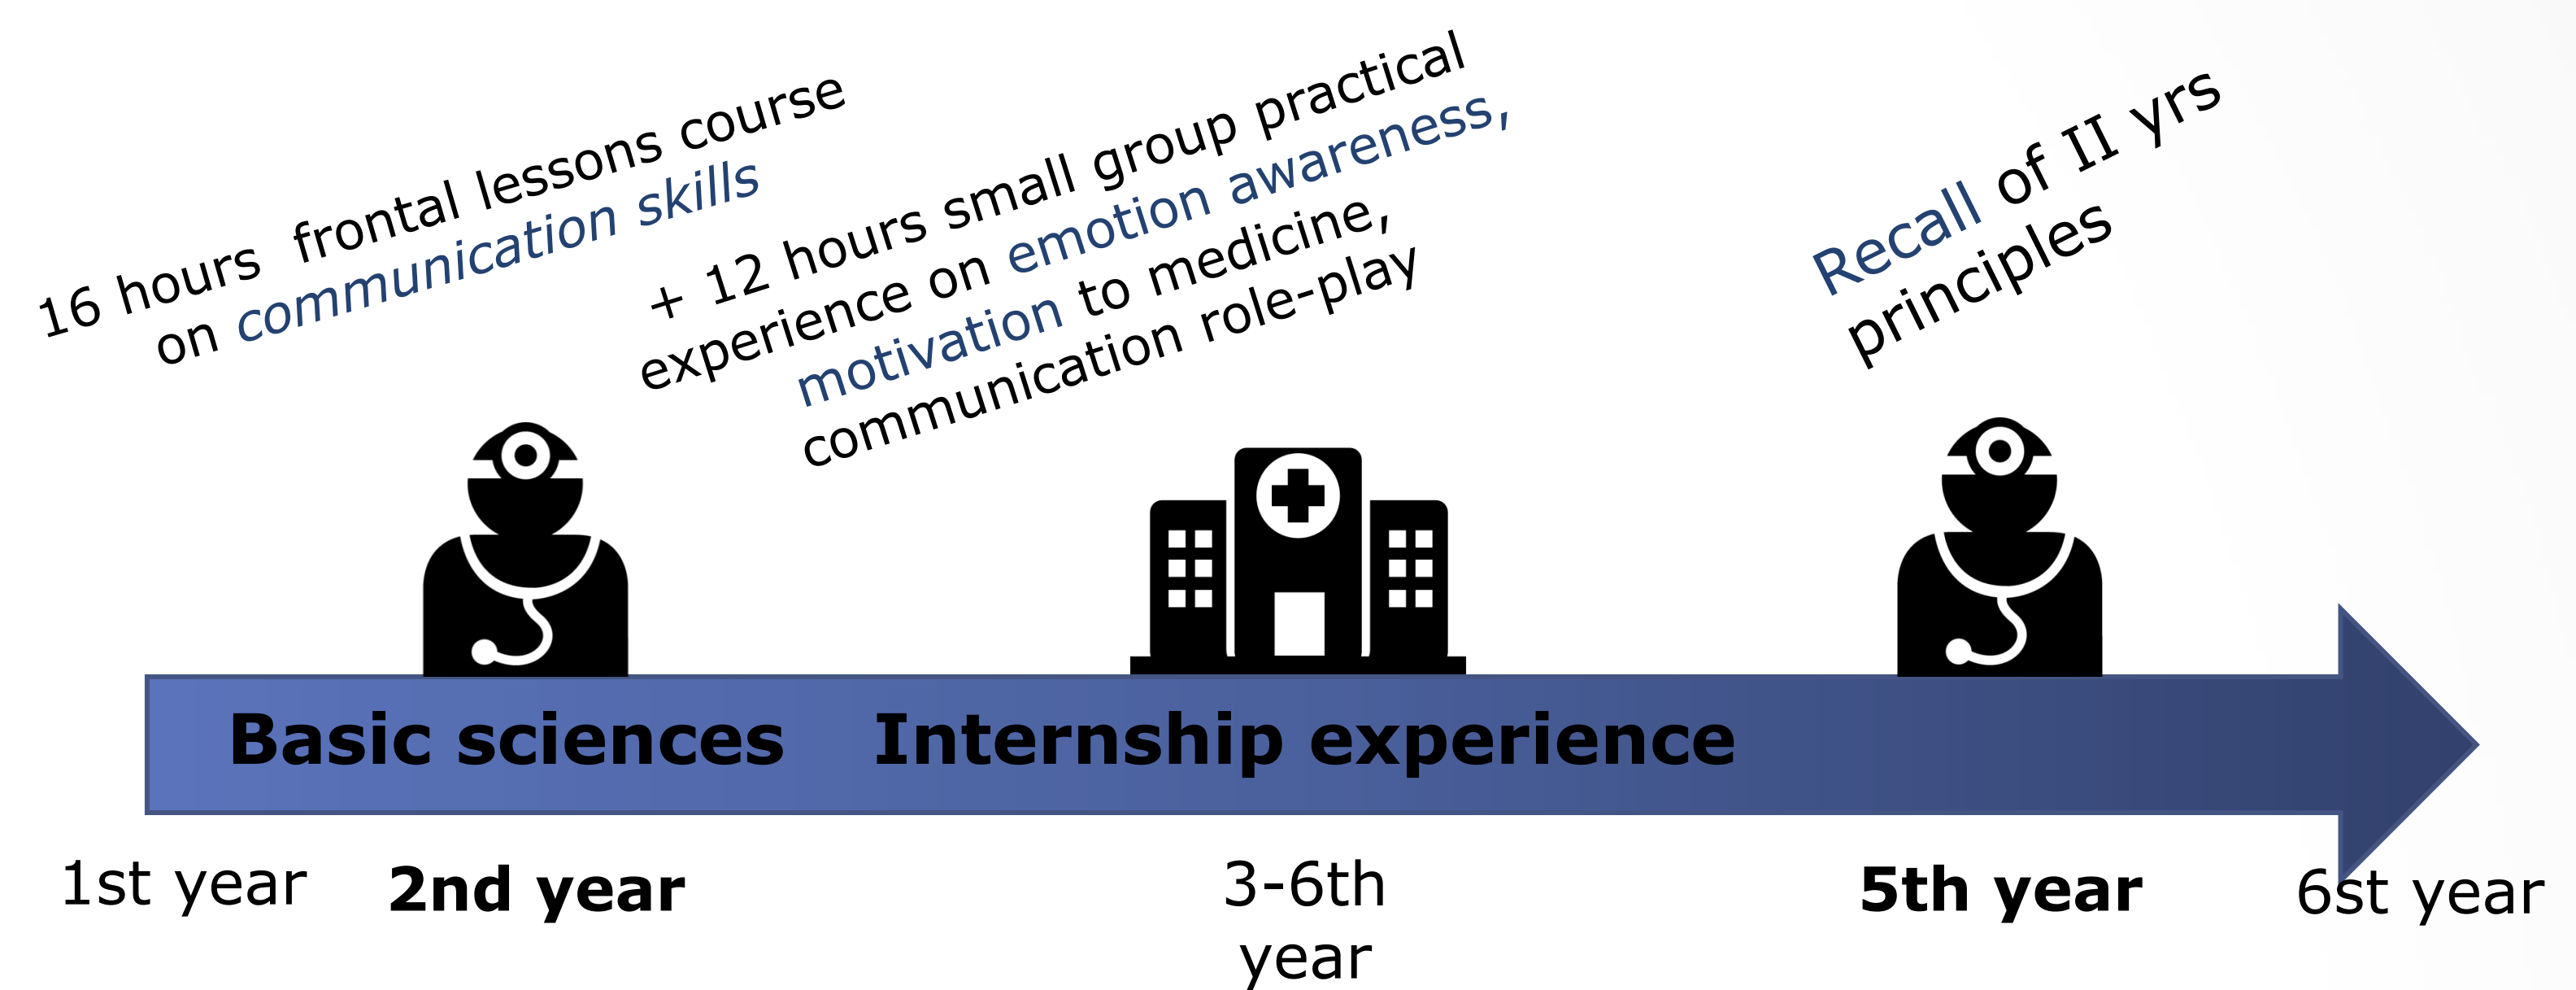 16 hours frontal lessons course
on communication skills
+ 12 hours small group practical
experience on emotion awareness,
motivation to medicine,
communication role-play
Recall of II yrs
principles
Basic sciences
Internship experience
1st year
2nd year
3-6th
year
5th year
6st year